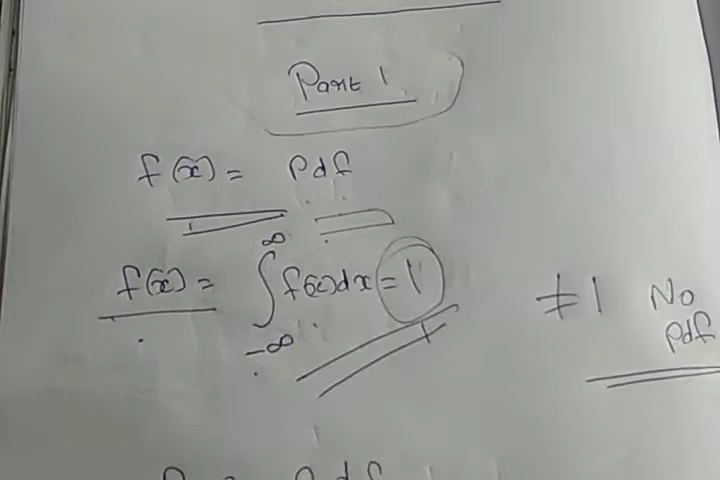 Part 1
f(x) = pdf
f(x) = ∫_{-∞}^{∞} f(x)dx = 1 ≠ 1 No pdf